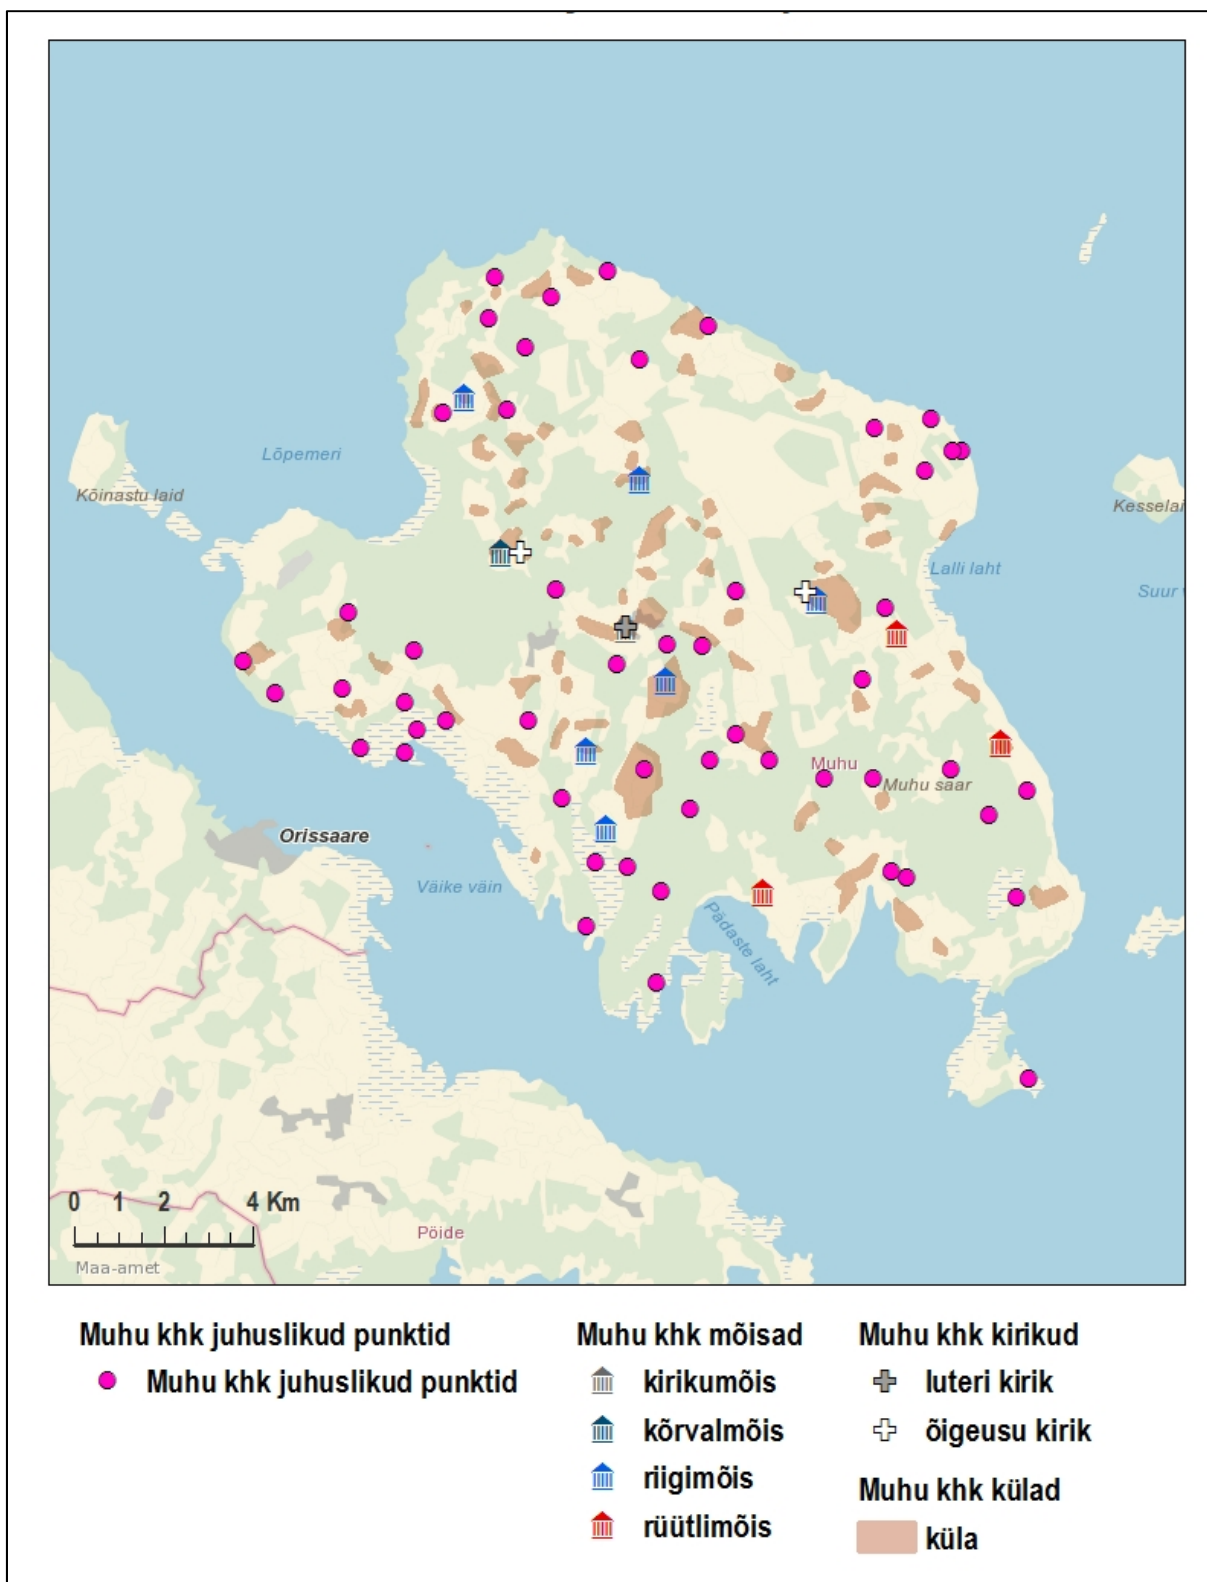 Lõpemeri
Kõinastu laid
Kesselai
Lalli laht
Suur
Muhu
Muhu saar
Orissaare
Väike väin
Pädaste laht
0 1 2 4 Km
Pöide
Maa-amet
Muhu khk juhuslikud punktid
Muhu khk juhuslikud punktid
Muhu khk mõisad
kirikumõis
kõrvalmõis
riigimõis
rüütlimõis
Muhu khk kirikud
luteri kirik
õigeusu kirik
Muhu khk külad
küla